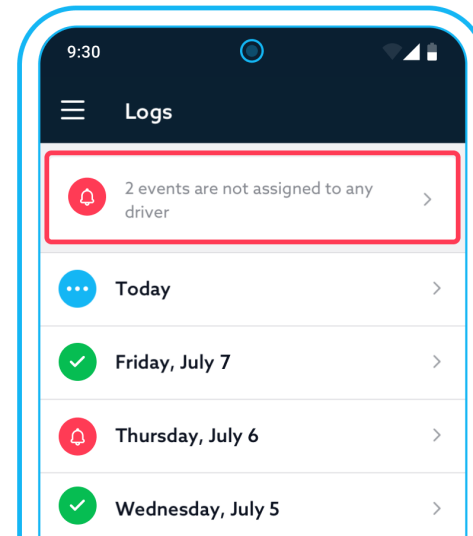 9:30
Logs
2 events are not assigned to any
driver
Today
Friday, July 7
Thursday, July 6
Wednesday, July 5